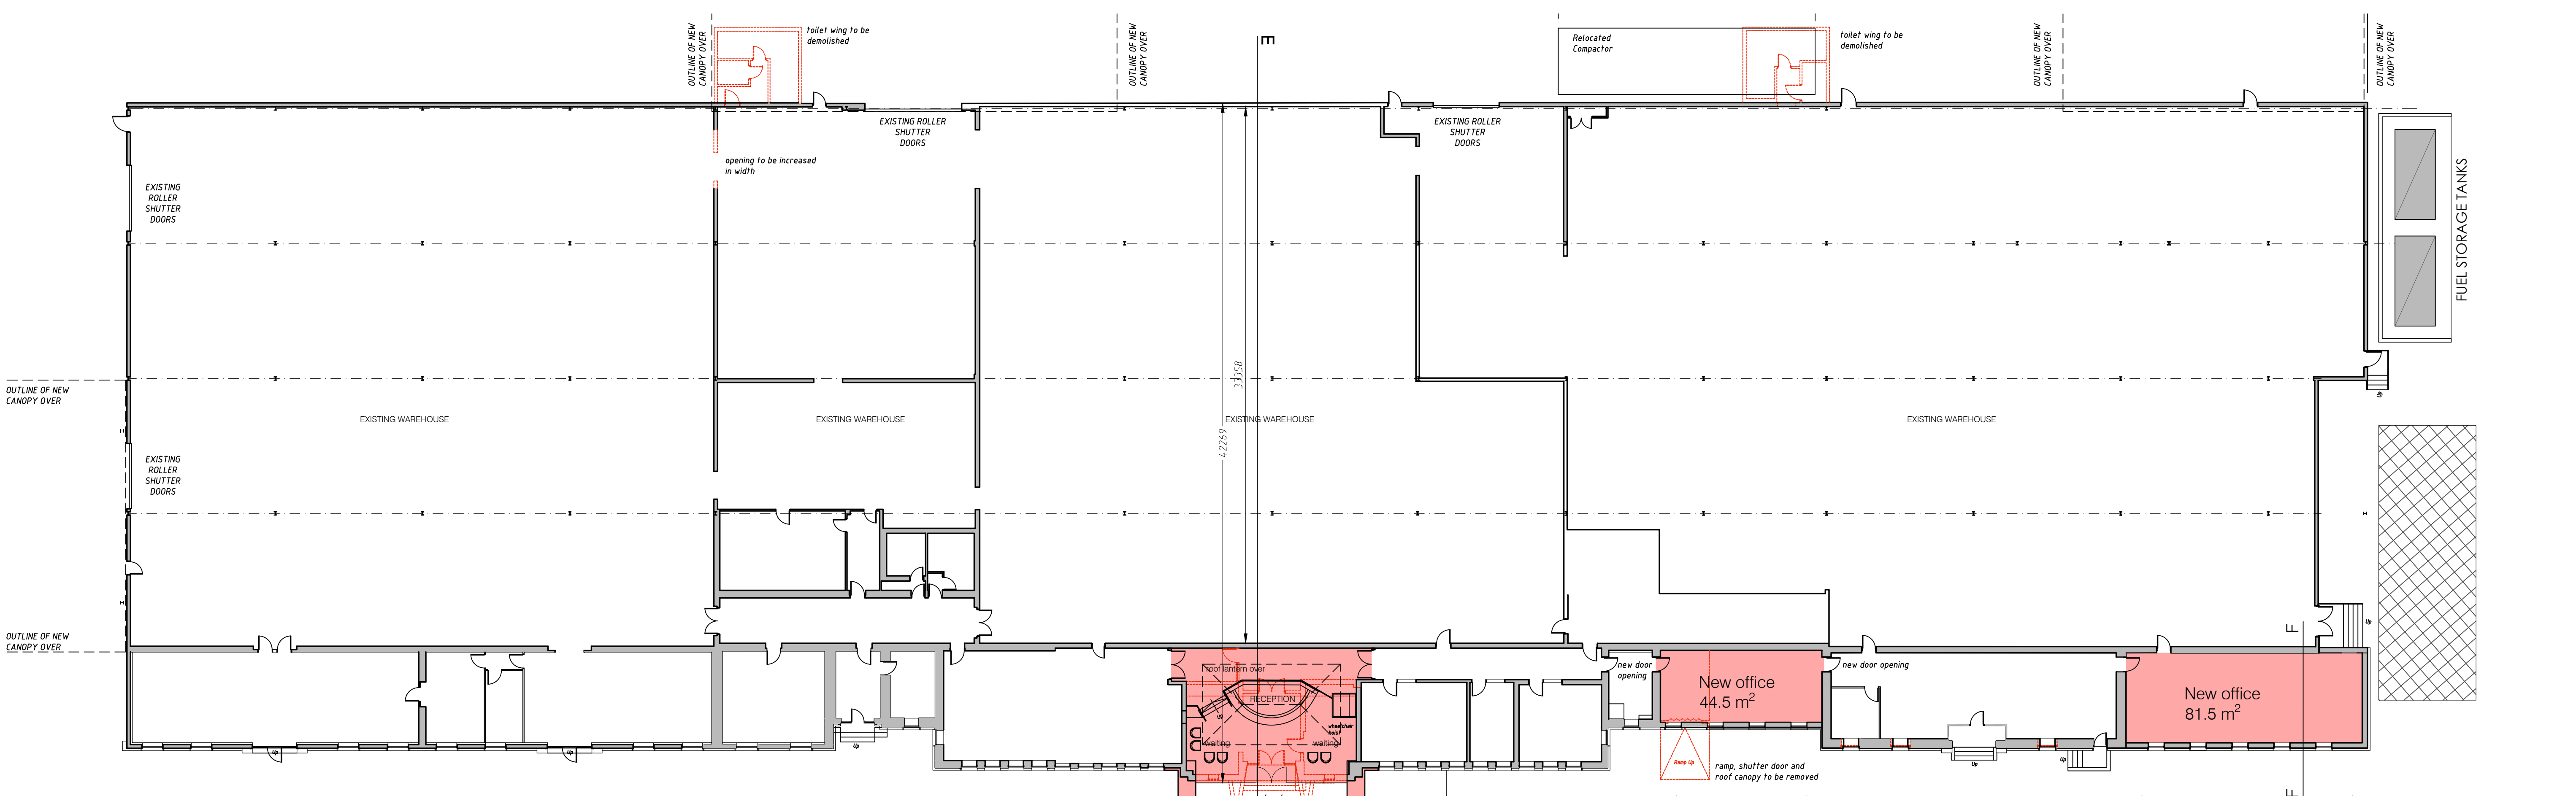 OUTLINE OF NEW
CANOPY OVER
toilet wing to be
demolished
OUTLINE OF NEW
CANOPY OVER
E
Relocated
Compactor
toilet wing to be
demolished
OUTLINE OF NEW
CANOPY OVER
OUTLINE OF NEW
CANOPY OVER
EXISTING ROLLER
SHUTTER
DOORS
EXISTING ROLLER
SHUTTER
DOORS
opening to be increased
in width
EXISTING
ROLLER
SHUTTER
DOORS
FUEL STORAGE TANKS
33358
OUTLINE OF NEW
CANOPY OVER
Up
EXISTING WAREHOUSE
EXISTING WAREHOUSE
EXISTING WAREHOUSE
EXISTING WAREHOUSE
42269
EXISTING
ROLLER
SHUTTER
DOORS
OUTLINE OF NEW
CANOPY OVER
Up
F
roof lantern over
new door
opening
new door opening
New office
44.5 m2
New office
81.5 m2
RECEPTION
UP
wheelchair
hoist
waiting
waiting
Up
Up
Up
Up
Up
Ramp Up
ramp, shutter door and
roof canopy to be removed
F